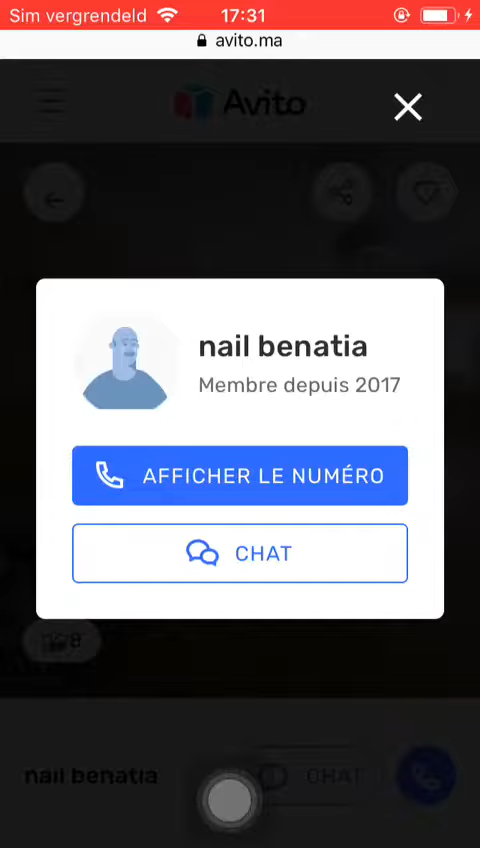 Sim vergrendeld 17:31
avito.ma
Avito
nail benatia
Membre depuis 2017
AFFICHER LE NUMÉRO
CHAT
nail benatia CHAT